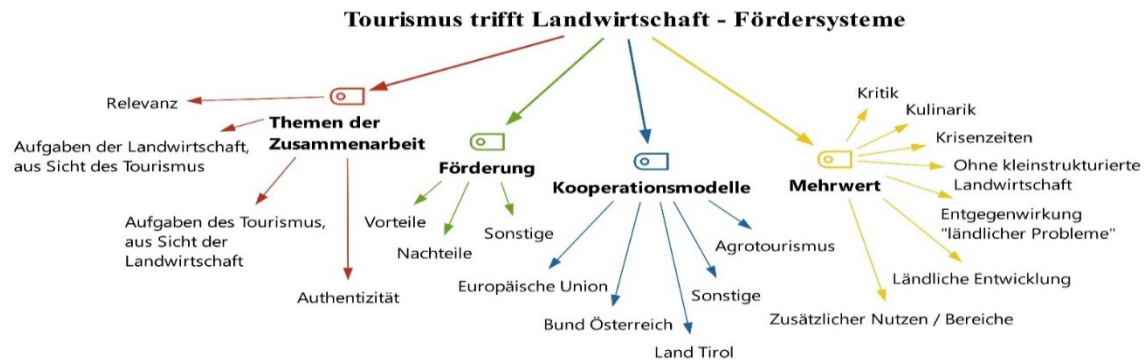 Tourismus trifft Landwirtschaft - Fördersysteme
Relevanz
Themen der
Zusammenarbeit
Aufgaben der Landwirtschaft,
aus Sicht des Tourismus
Aufgaben des Tourismus,
aus Sicht der
Landwirtschaft
Authentizität
Förderung
Vorteile
Nachteile
Sonstige
Kooperationsmodelle
Europäische Union
Bund Österreich
Land Tirol
Sonstige
Agrotourismus
Mehrwert
Kritik
Kulinarik
Krisenzeiten
Ohne kleinstrukturierte
Landwirtschaft
Entgegenwirkung
"ländlicher Probleme"
Ländliche Entwicklung
Zusätzlicher Nutzen / Bereiche